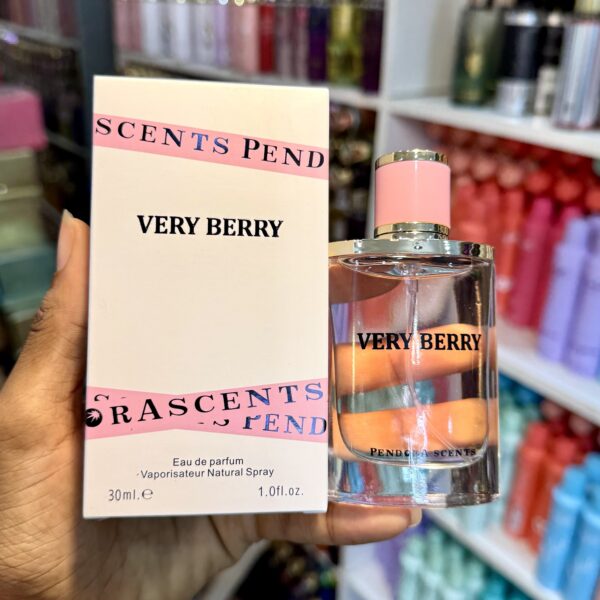 SCENTS PEND
VERY BERRY
RASCENTS
PEND
Eau de parfum
Vaporisateur Natural Spray
30ml.e 1.0fl.oz.
VERY BERRY
PENDORA SCENTS